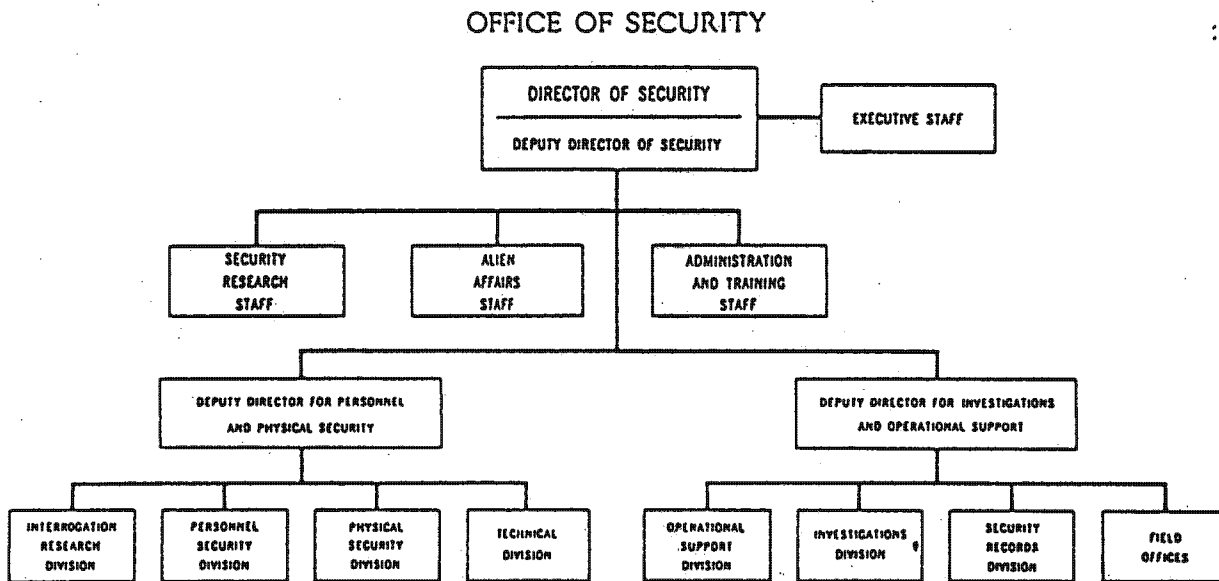 OFFICE OF SECURITY
DIRECTOR OF SECURITY
DEPUTY DIRECTOR OF SECURITY
EXECUTIVE STAFF
SECURITY
RESEARCH
STAFF
ALIEN
AFFAIRS
STAFF
ADMINISTRATION
AND TRAINING
STAFF
DEPUTY DIRECTOR FOR PERSONNEL
AND PHYSICAL SECURITY
DEPUTY DIRECTOR FOR INVESTIGATIONS
AND OPERATIONAL SUPPORT
INTERROGATION
RESEARCH
DIVISION
PERSONNEL
SECURITY
DIVISION
PHYSICAL
SECURITY
DIVISION
TECHNICAL
DIVISION
OPERATIONAL
SUPPORT
DIVISION
INVESTIGATIONS
DIVISION
SECURITY
RECORDS
DIVISION
FIELD
OFFICES